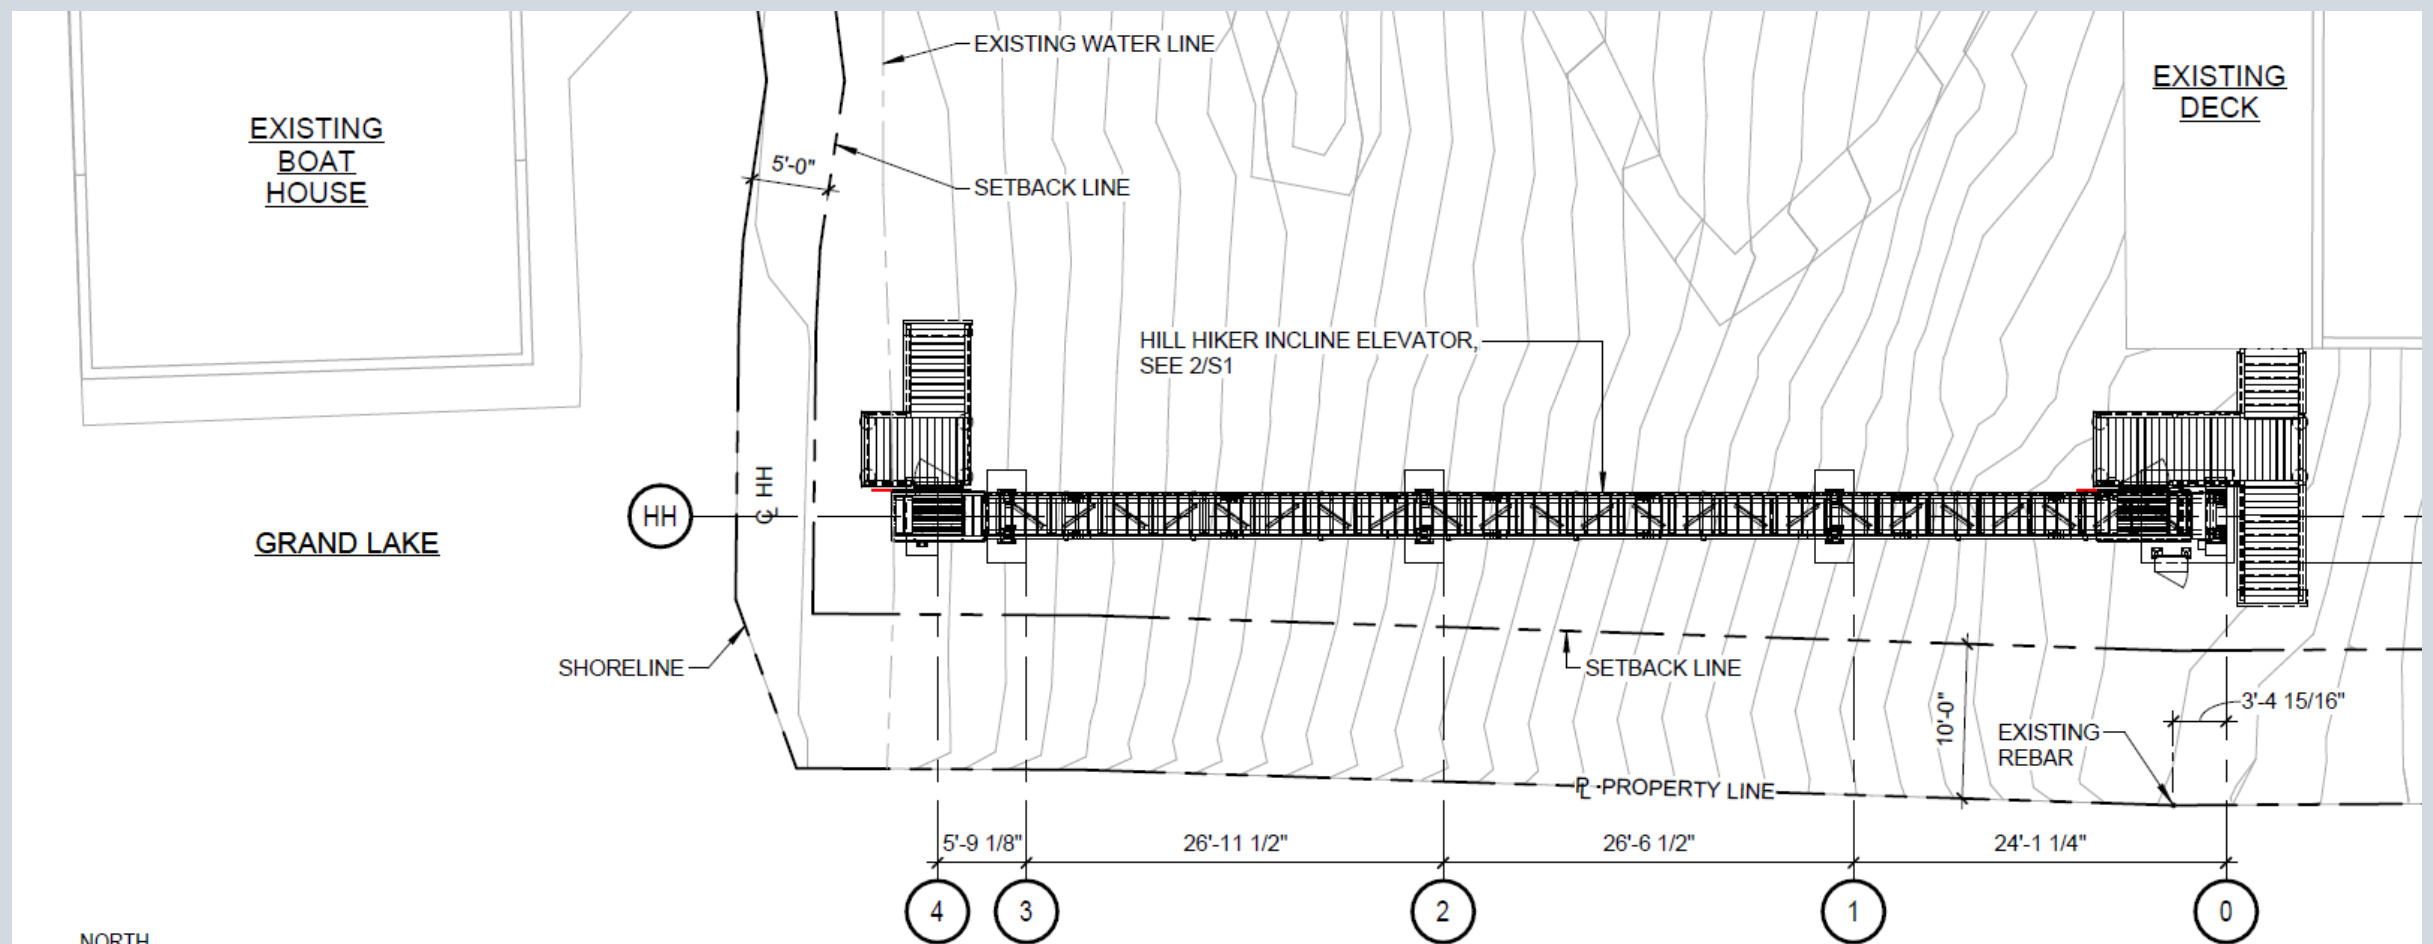 EXISTING WATER LINE
EXISTING
DECK
EXISTING
BOAT
HOUSE
5'-0"
SETBACK LINE
HILL HIKER INCLINE ELEVATOR,
SEE 2/S1
℄ HH
HH
GRAND LAKE
SHORELINE
SETBACK LINE
10'-0"
3'-4 15/16"
EXISTING
REBAR
PL PROPERTY LINE
5'-9 1/8"
26'-11 1/2"
26'-6 1/2"
24'-1 1/4"
4
3
2
1
0
NORTH